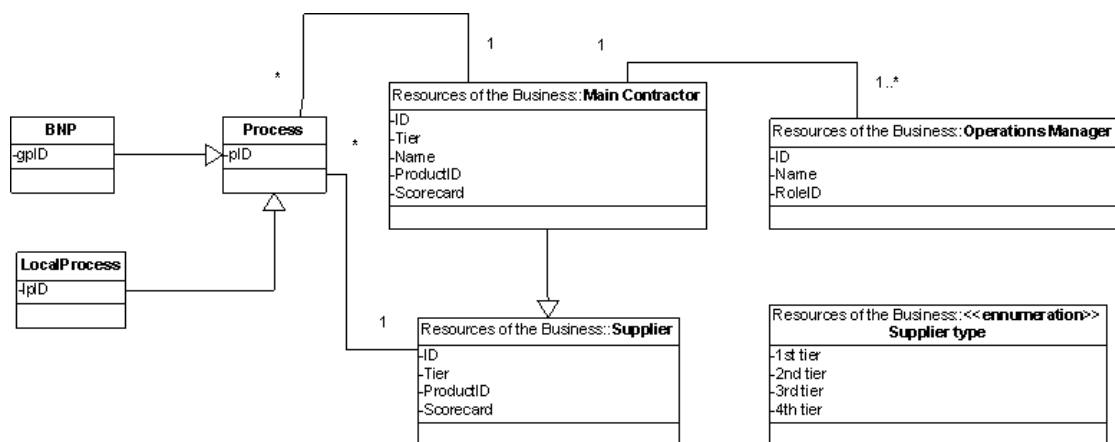 1
1
*
1..*
Resources of the Business::Main Contractor
-ID
-Tier
-Name
-ProductID
-Scorecard
BNP
-gpID
Process
-pID
*
Resources of the Business::Operations Manager
-ID
-Name
-RoleID
LocalProcess
-lpID
1
Resources of the Business::Supplier
-ID
-Tier
-ProductID
-Scorecard
Resources of the Business::<<ennumeration>>
Supplier type
-1st tier
-2nd tier
-3rd tier
-4th tier